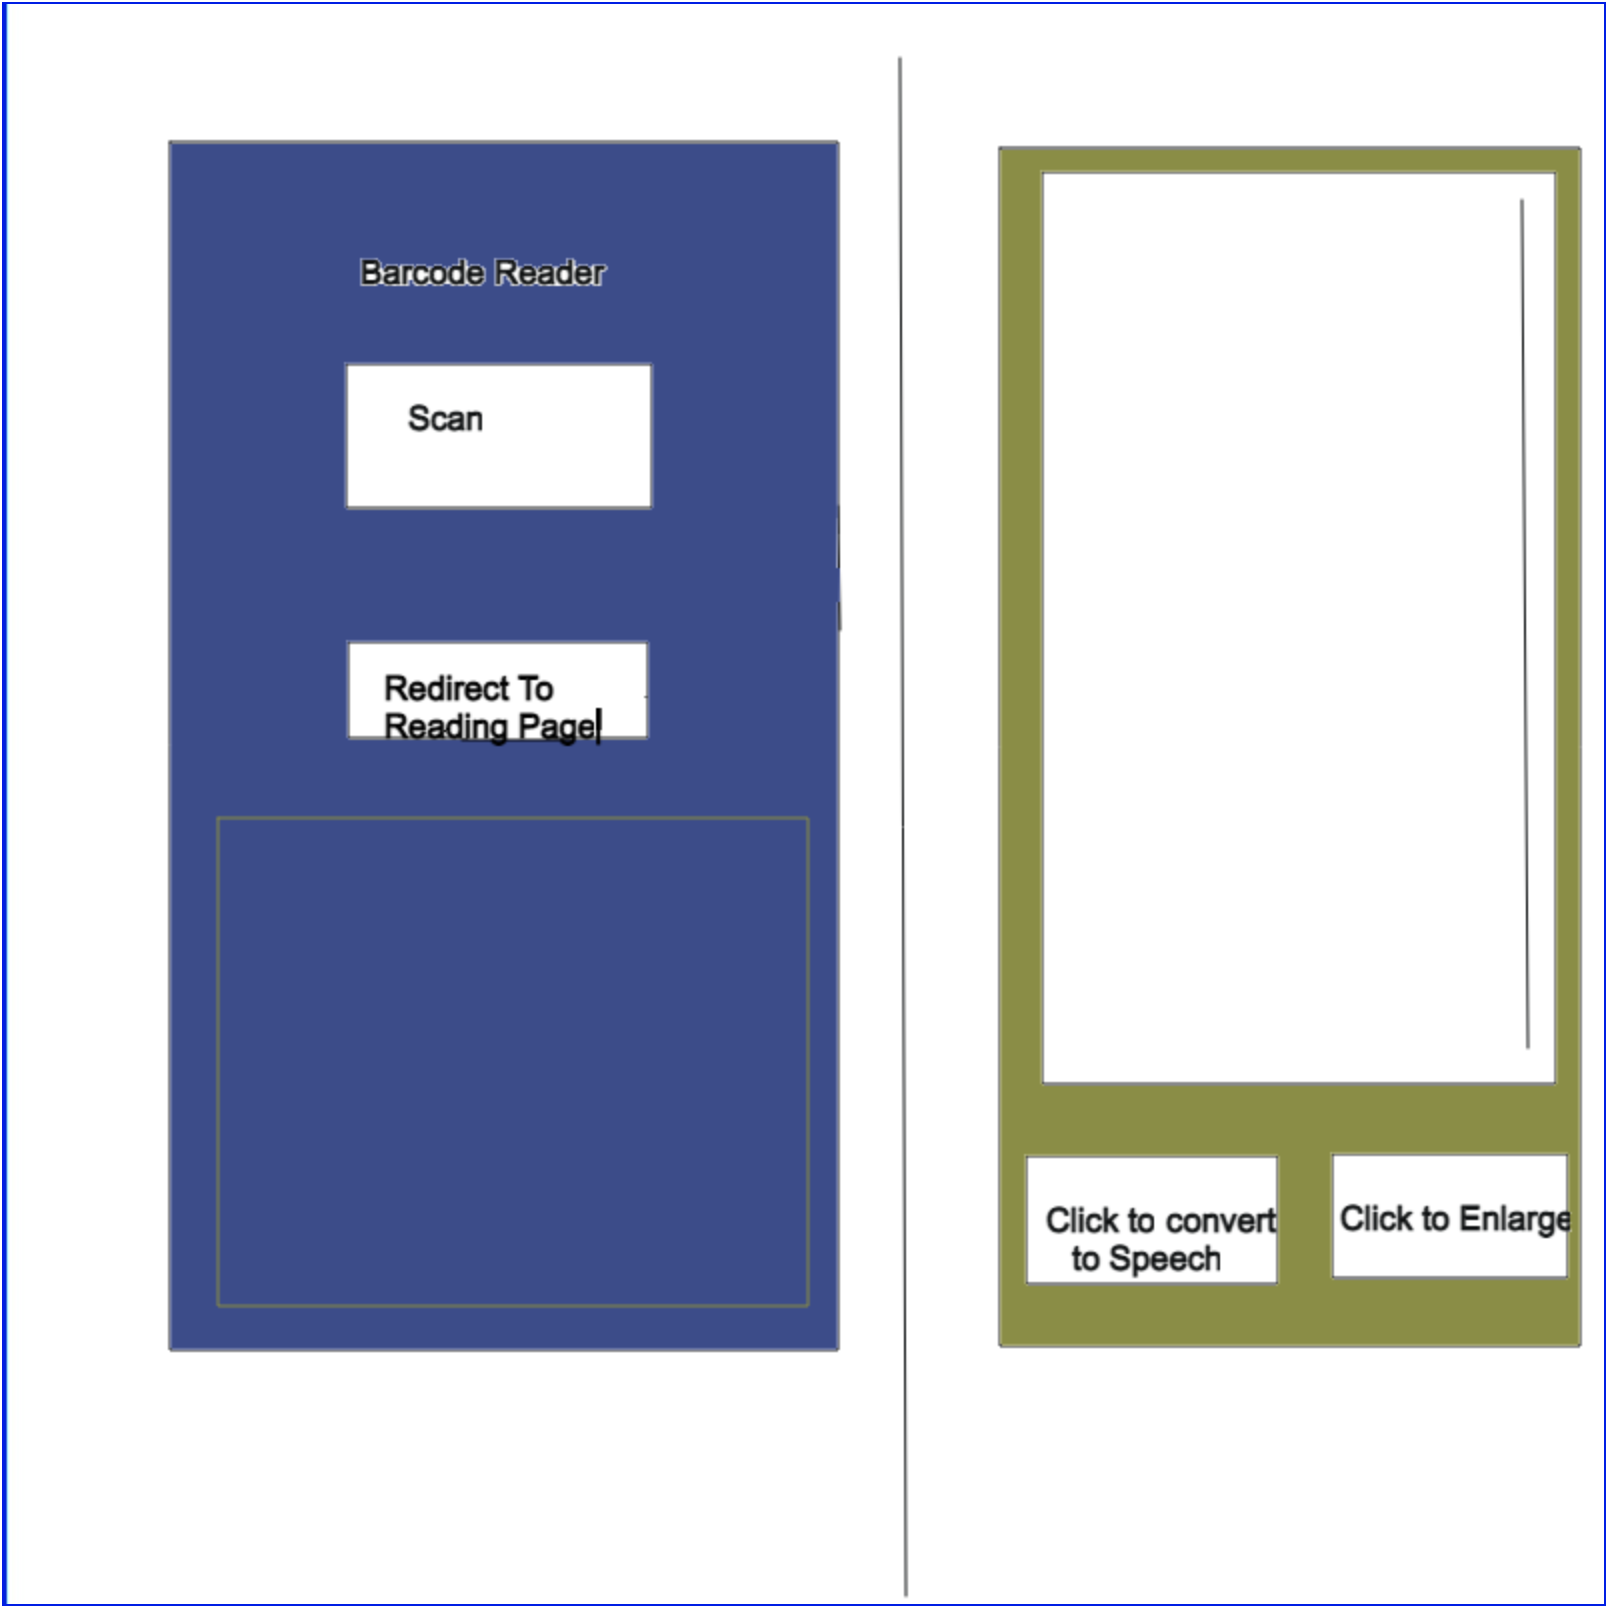 Barcode Reader
Scan
Redirect To
Reading Page
Click to convert
to Speech
Click to Enlarge